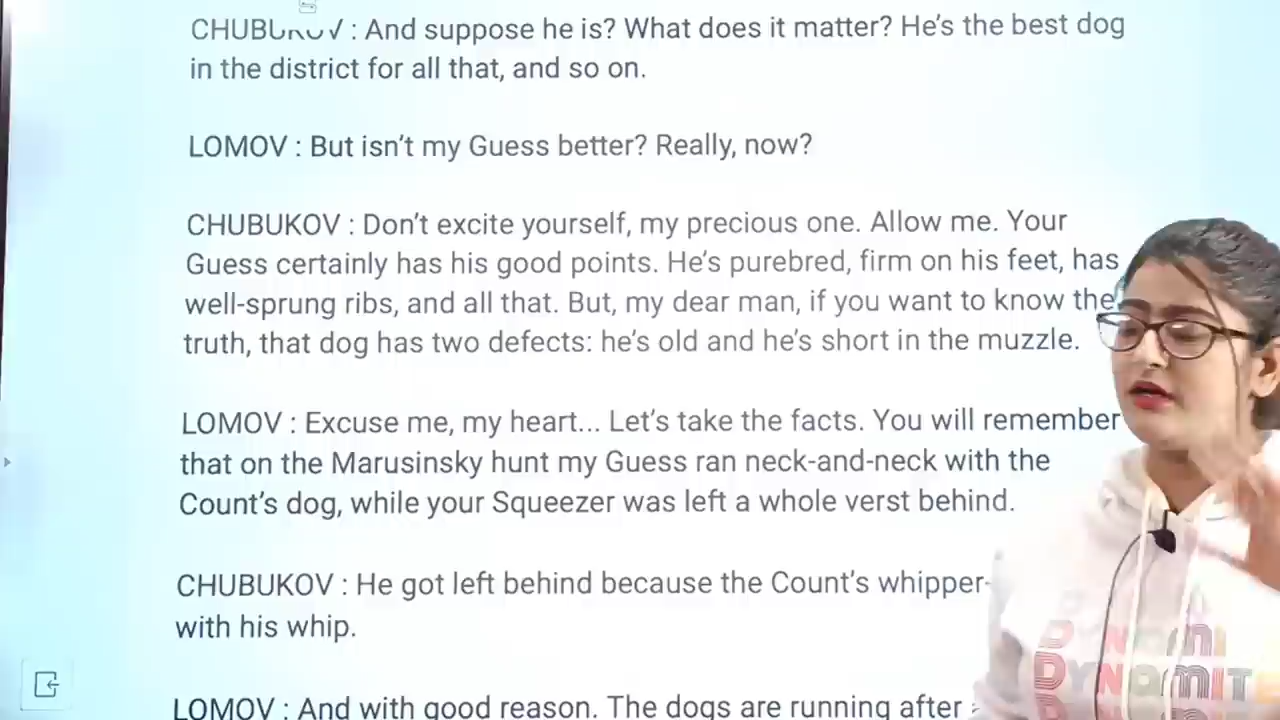 CHUBUKOV : And suppose he is? What does it matter? He's the best dog
in the district for all that, and so on.
LOMOV : But isn't my Guess better? Really, now?
CHUBUKOV : Don't excite yourself, my precious one. Allow me. Your
Guess certainly has his good points. He's purebred, firm on his feet, has
well-sprung ribs, and all that. But, my dear man, if you want to know the
truth, that dog has two defects: he's old and he's short in the muzzle.
LOMOV : Excuse me, my heart... Let's take the facts. You will remember
that on the Marusinsky hunt my Guess ran neck-and-neck with the
Count's dog, while your Squeezer was left a whole verst behind.
CHUBUKOV : He got left behind because the Count's whipper-
with his whip.
LOMOV : And with good reason. The dogs are running after
DYNAMIT